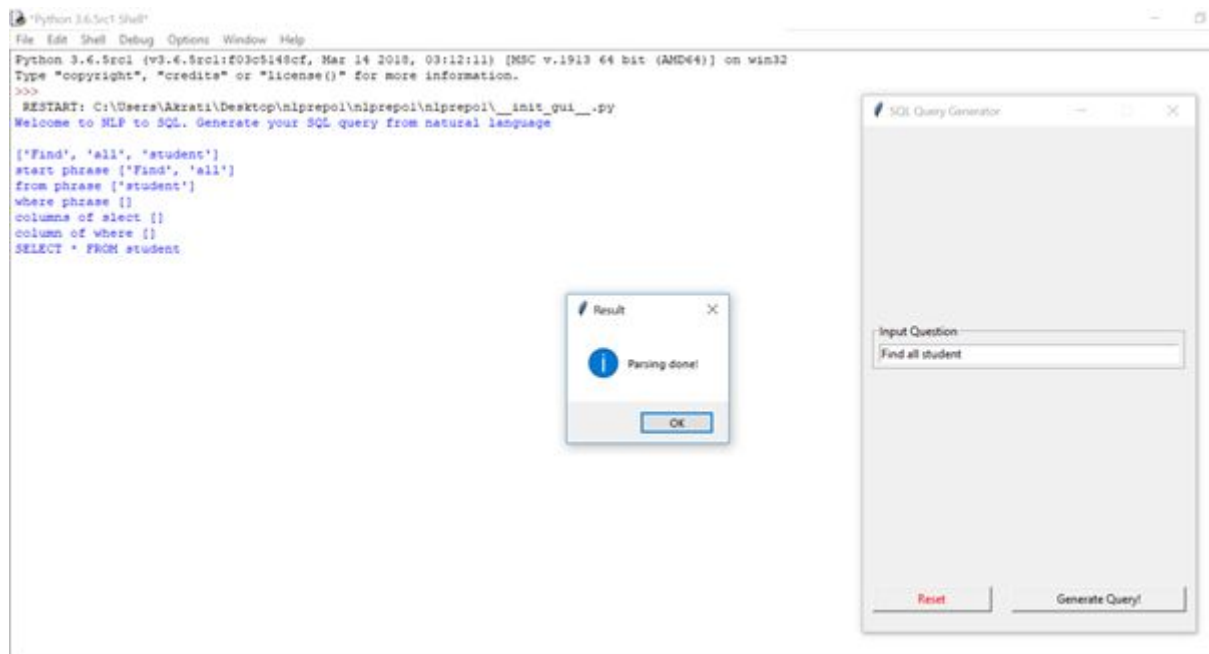 *Python 3.6.5rc1 Shell*
File Edit Shell Debug Options Window Help
Python 3.6.5rc1 (v3.6.5rc1:f03c5148cf, Mar 14 2018, 03:12:11) [MSC v.1913 64 bit (AMD64)] on win32
Type "copyright", "credits" or "license()" for more information.
>>>
RESTART: C:\Users\Akrati\Desktop\nlprepol\nlprepol\nlprepol\__init_gui__.py
Welcome to NLP to SQL. Generate your SQL query from natural language
['Find', 'all', 'student']
start phrase ['Find', 'all']
from phrase ['student']
where phrase []
columns of slect []
column of where []
SELECT * FROM student
Result
Parsing done!
OK
SQL Query Generator
Input Question
Find all student
Reset Generate Query!